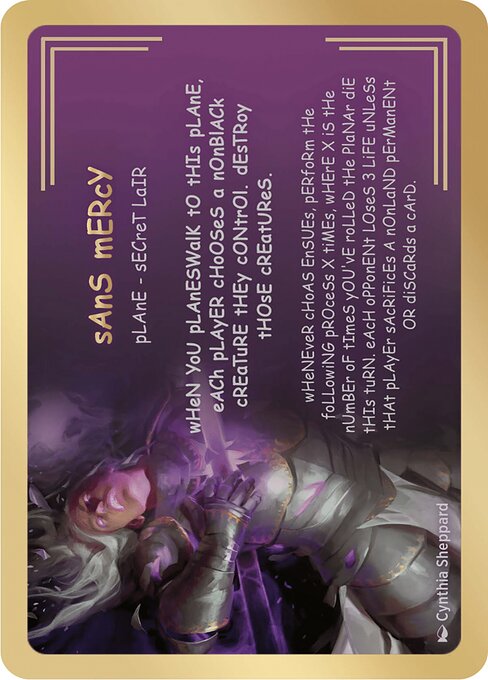 sAnS mERcY
pLAnE - sECreT LaIR
wHeN YoU pLAnESWalK tO tHIs pLAnE,
eACh pLAYER cHoOSeS a nOnBlACk
cREaTuRE tHEy cONtrOl. dEsTRoy
tHOsE cREatuRES.
wHENEveR cHoAS EnSUEs, pERfoRm tHe
foLLowiNG pROceSs X tiMEs, wHErE X iS tHe
nUmBEr oF tImeS yOU'vE roLLeD tHe PlaNAr diE
tHIs tuRN. eAcH oPPonENt LOseS 3 LiFE uNLeSs
tHAt pLAyEr sAcRiFICeS A nONLaND pERmanENt
OR diSCaRds a cArD.
Cynthia Sheppard